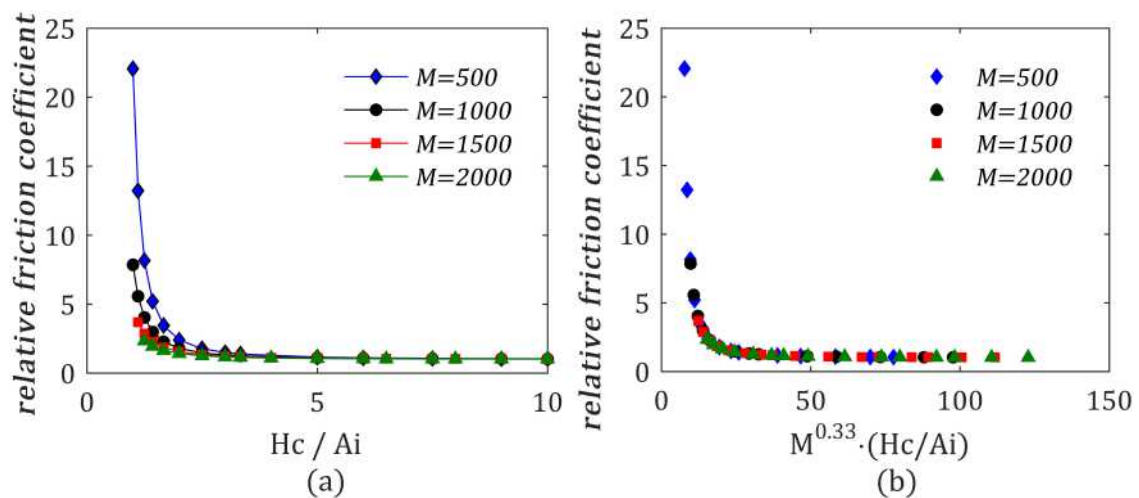 relative friction coefficient
25
20
15
10
5
0
0
5
10
M=500
M=1000
M=1500
M=2000
Hc / Ai
(a)
relative friction coefficient
25
20
15
10
5
0
0
50
100
150
M=500
M=1000
M=1500
M=2000
M^0.33·(Hc/Ai)
(b)